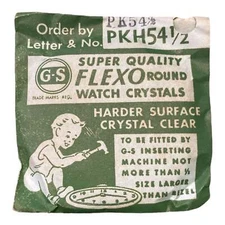 PK54½
Order by
Letter & No.
PKH54½
SUPER QUALITY
G-S
FLEXO ROUND
TRADE MARKS REG.
WATCH CRYSTALS
HARDER SURFACE
CRYSTAL CLEAR
TO BE FITTED BY
G-S INSERTING
MACHINE NOT
MORE THAN ½
SIZE LARGER
THAN BEZEL